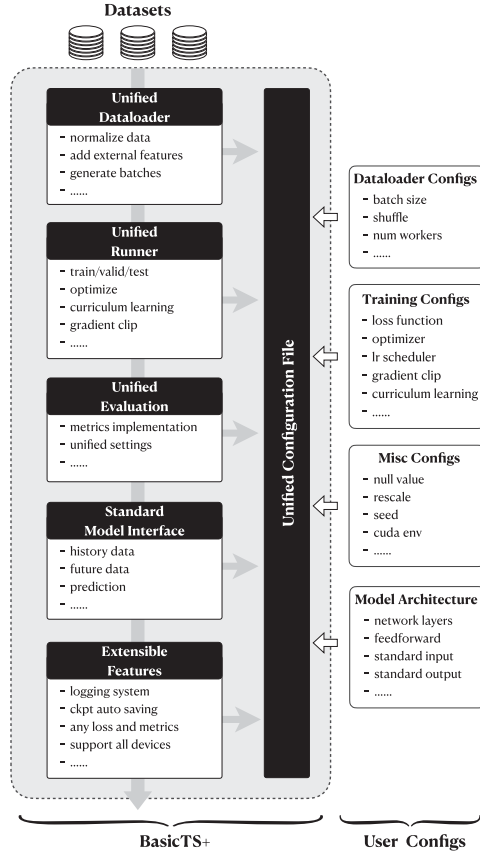 Datasets
Unified
Dataloader
- normalize data
- add external features
- generate batches
- ......
Unified
Runner
- train/valid/test
- optimize
- curriculum learning
- gradient clip
- ......
Unified
Evaluation
- metrics implementation
- unified settings
- ......
Standard
Model Interface
- history data
- future data
- prediction
- ......
Extensible
Features
- logging system
- ckpt auto saving
- any loss and metrics
- support all devices
- ......
Unified Configuration File
Dataloader Configs
- batch size
- shuffle
- num workers
- ......
Training Configs
- loss function
- optimizer
- lr scheduler
- gradient clip
- curriculum learning
- ......
Misc Configs
- null value
- rescale
- seed
- cuda env
- ......
Model Architecture
- network layers
- feedforward
- standard input
- standard output
- ......
BasicTS+
User Configs